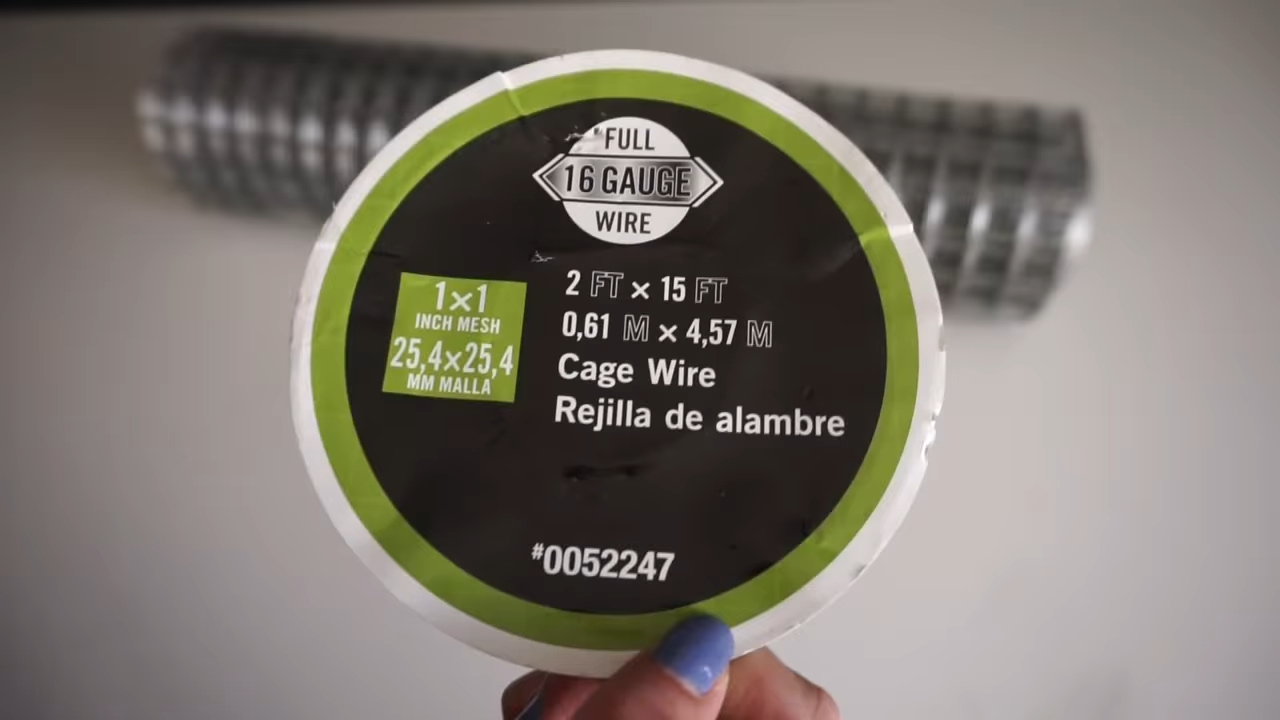 FULL
16 GAUGE
WIRE
2 FT × 15 FT
0,61 M × 4,57 M
Cage Wire
Rejilla de alambre
1×1
INCH MESH
25,4×25,4
MM MALLA
#0052247